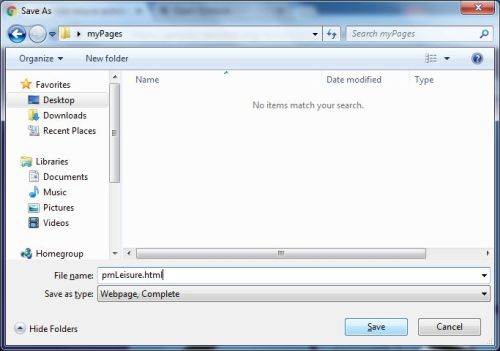 Save As
myPages
Search myPages
Organize
New folder
Favorites
Desktop
Downloads
Recent Places
Libraries
Documents
Music
Pictures
Videos
Homegroup
Name
Date modified
Type
No items match your search.
File name: pmLeisure.html
Save as type: Webpage, Complete
Hide Folders
Save
Cancel